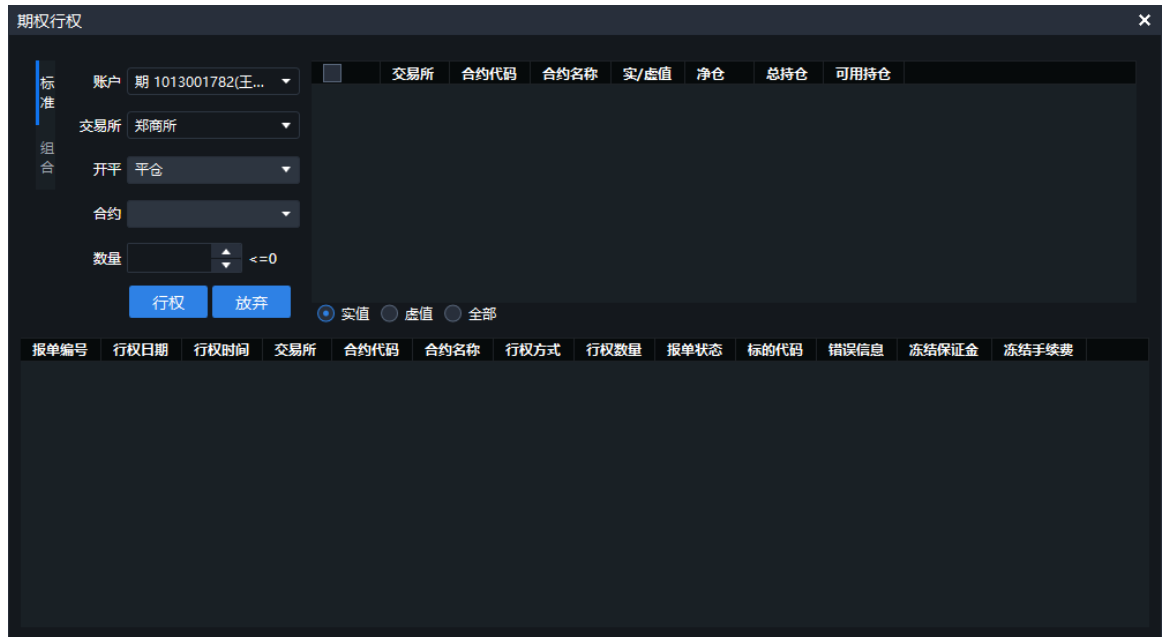 期权行权
标准
组合
账户 期 1013001782(王...
交易所 郑商所
开平 平仓
合约
数量 <=0
行权 放弃
交易所 合约代码 合约名称 实/虚值 净仓 总持仓 可用持仓
实值 虚值 全部
报单编号 行权日期 行权时间 交易所 合约代码 合约名称 行权方式 行权数量 报单状态 标的代码 错误信息 冻结保证金 冻结手续费